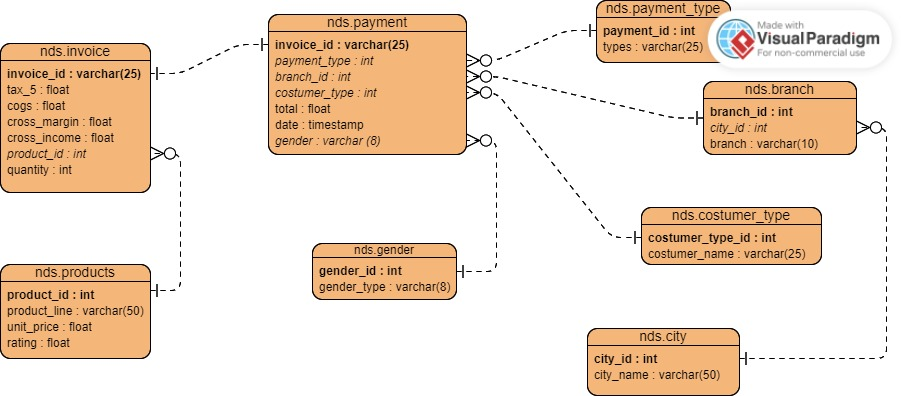 nds.invoice
invoice_id : varchar(25)
tax_5 : float
cogs : float
cross_margin : float
cross_income : float
product_id : int
quantity : int
nds.payment
invoice_id : varchar(25)
payment_type : int
branch_id : int
costumer_type : int
total : float
date : timestamp
gender : varchar (8)
nds.payment_type
payment_id : int
types : varchar(25)
Made with
VisualParadigm
For non-commercial use
nds.branch
branch_id : int
city_id : int
branch : varchar(10)
nds.costumer_type
costumer_type_id : int
costumer_name : varchar(25)
nds.gender
gender_id : int
gender_type : varchar(8)
nds.products
product_id : int
product_line : varchar(50)
unit_price : float
rating : float
nds.city
city_id : int
city_name : varchar(50)